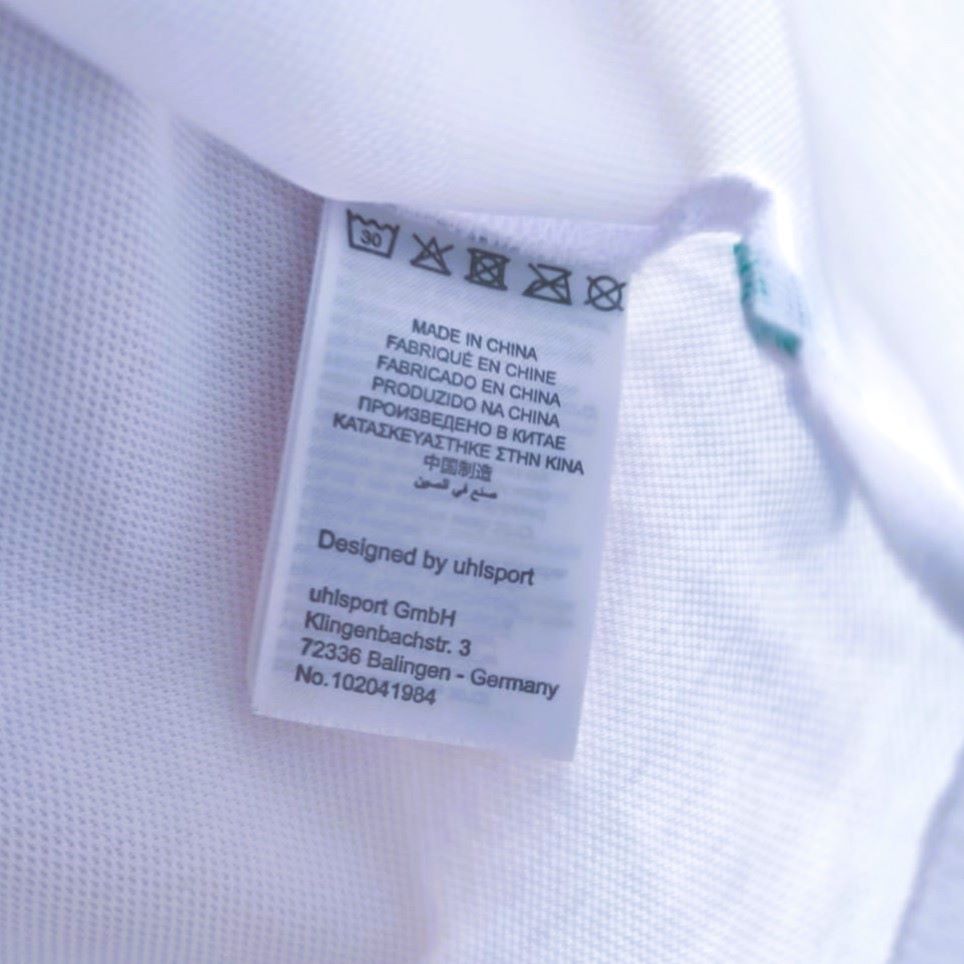 30
MADE IN CHINA
FABRIQUÉ EN CHINE
FABRICADO EN CHINA
PRODUZIDO NA CHINA
ПРОИЗВЕДЕНО В КИТАЕ
ΚΑΤΑΣΚΕΥΑΣΤΗΚΕ ΣΤΗΝ ΚΙΝΑ
中国制造
صنع في الصين
Designed by uhlsport
uhlsport GmbH
Klingenbachstr. 3
72336 Balingen - Germany
No.102041984